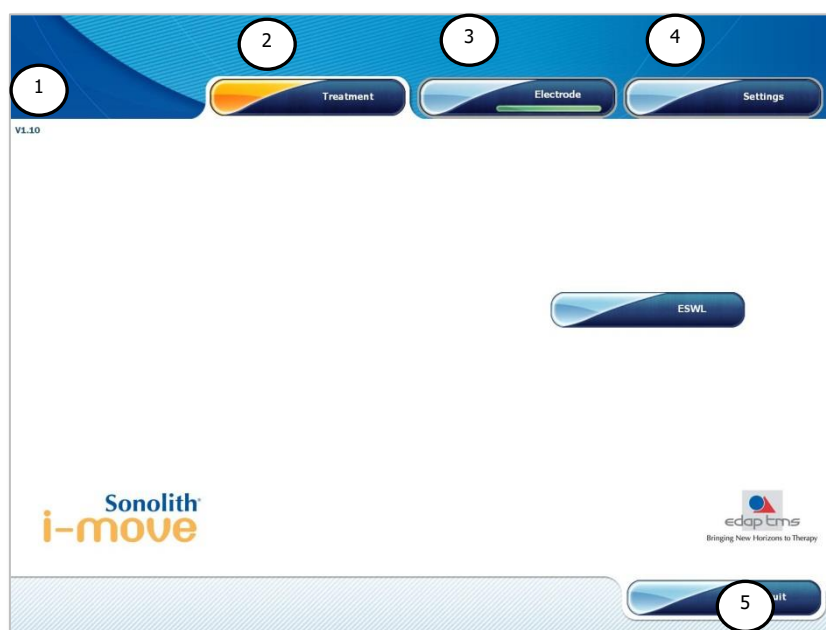 1
2
3
4
Treatment
Electrode
Settings
V1.10
ESWL
Sonolith
i-move
edap tms
Bringing New Horizons to Therapy
5
uit